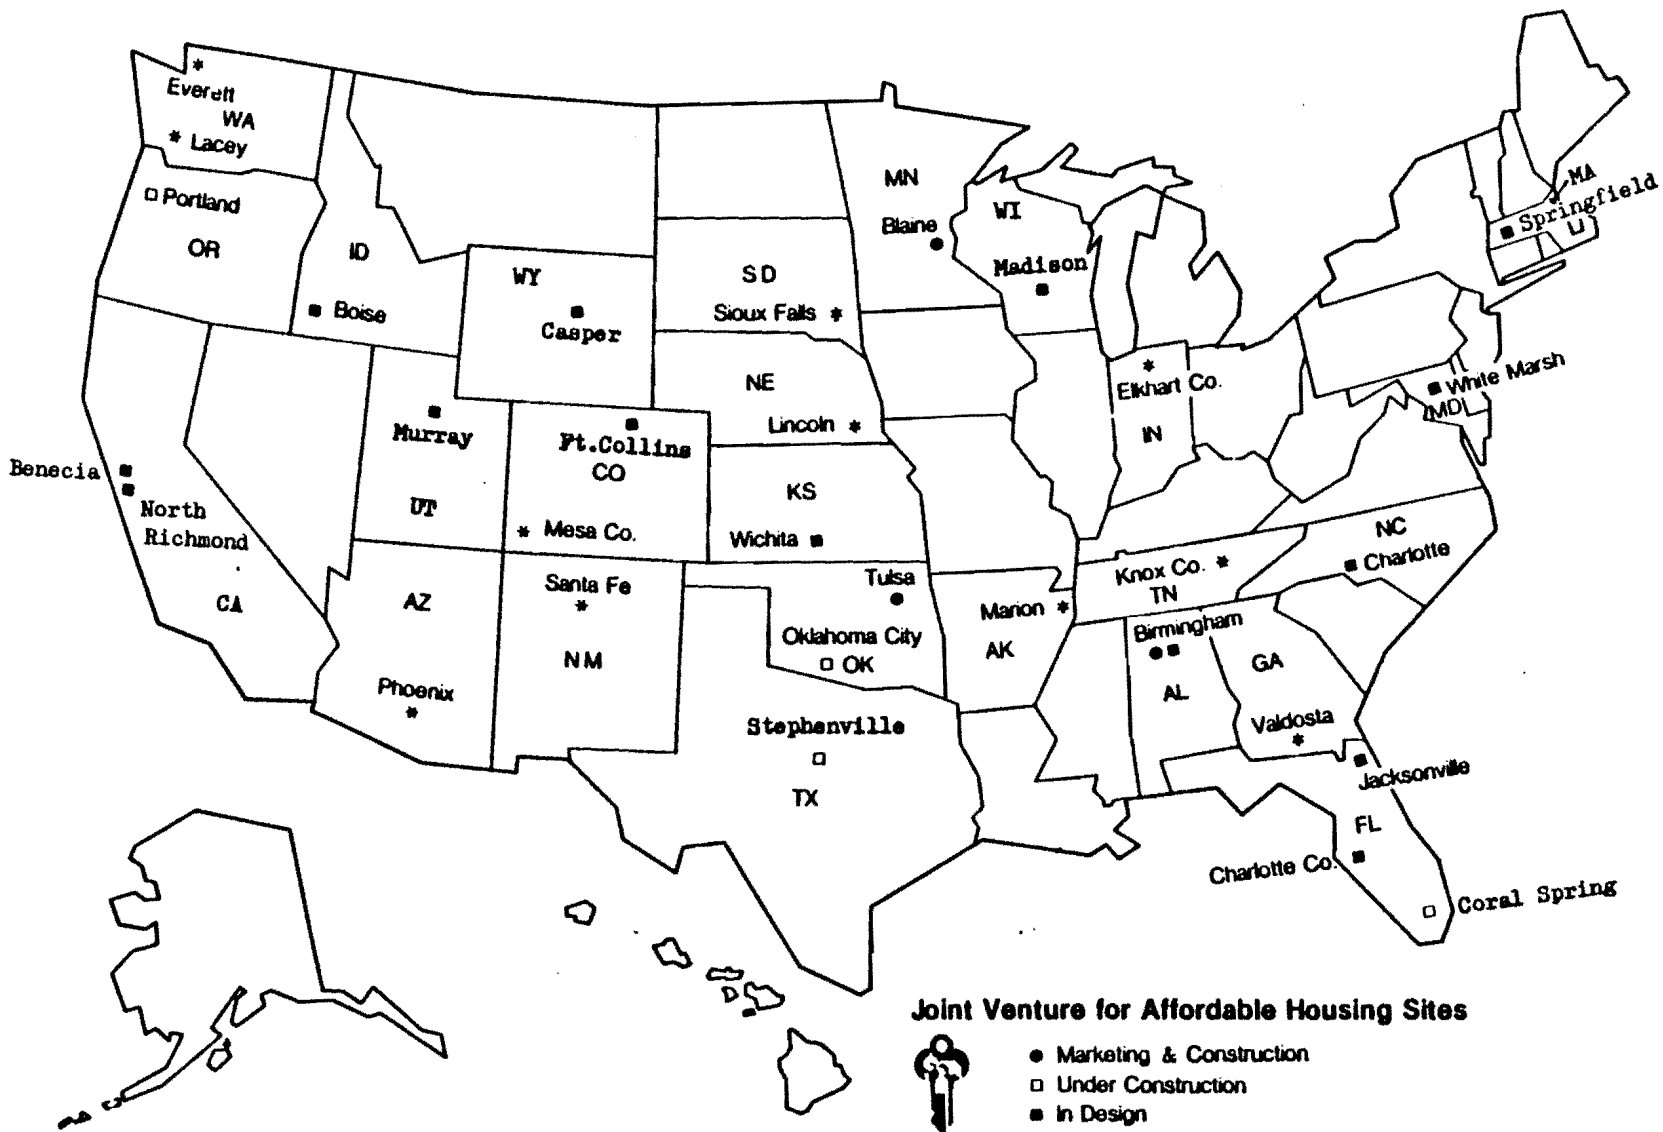 *
Everett
WA
* Lacey
□ Portland
OR
ID
■ Boise
WY
■
Casper
SD
Sioux Falls *
MN
Blaine
●
WI
Madison
■
MA
■ Springfield
NE
Lincoln *
*
Elkhart Co.
IN
■ White Marsh
MD
■
Murray
UT
■
Ft.Collins
CO
* Mesa Co.
KS
Wichita ■
Benecia ■
■
North
Richmond
CA
AZ
Phoenix
*
Santa Fe
*
NM
Tulsa
●
Oklahoma City
□ OK
Marion *
AK
Knox Co. *
TN
NC
■ Charlotte
Birmingham
● ■
AL
GA
Valdosta
*
Stephenville
□
TX
■
Jacksonville
FL
Charlotte Co. ■
□ Coral Spring
Joint Venture for Affordable Housing Sites
● Marketing & Construction
□ Under Construction
■ In Design